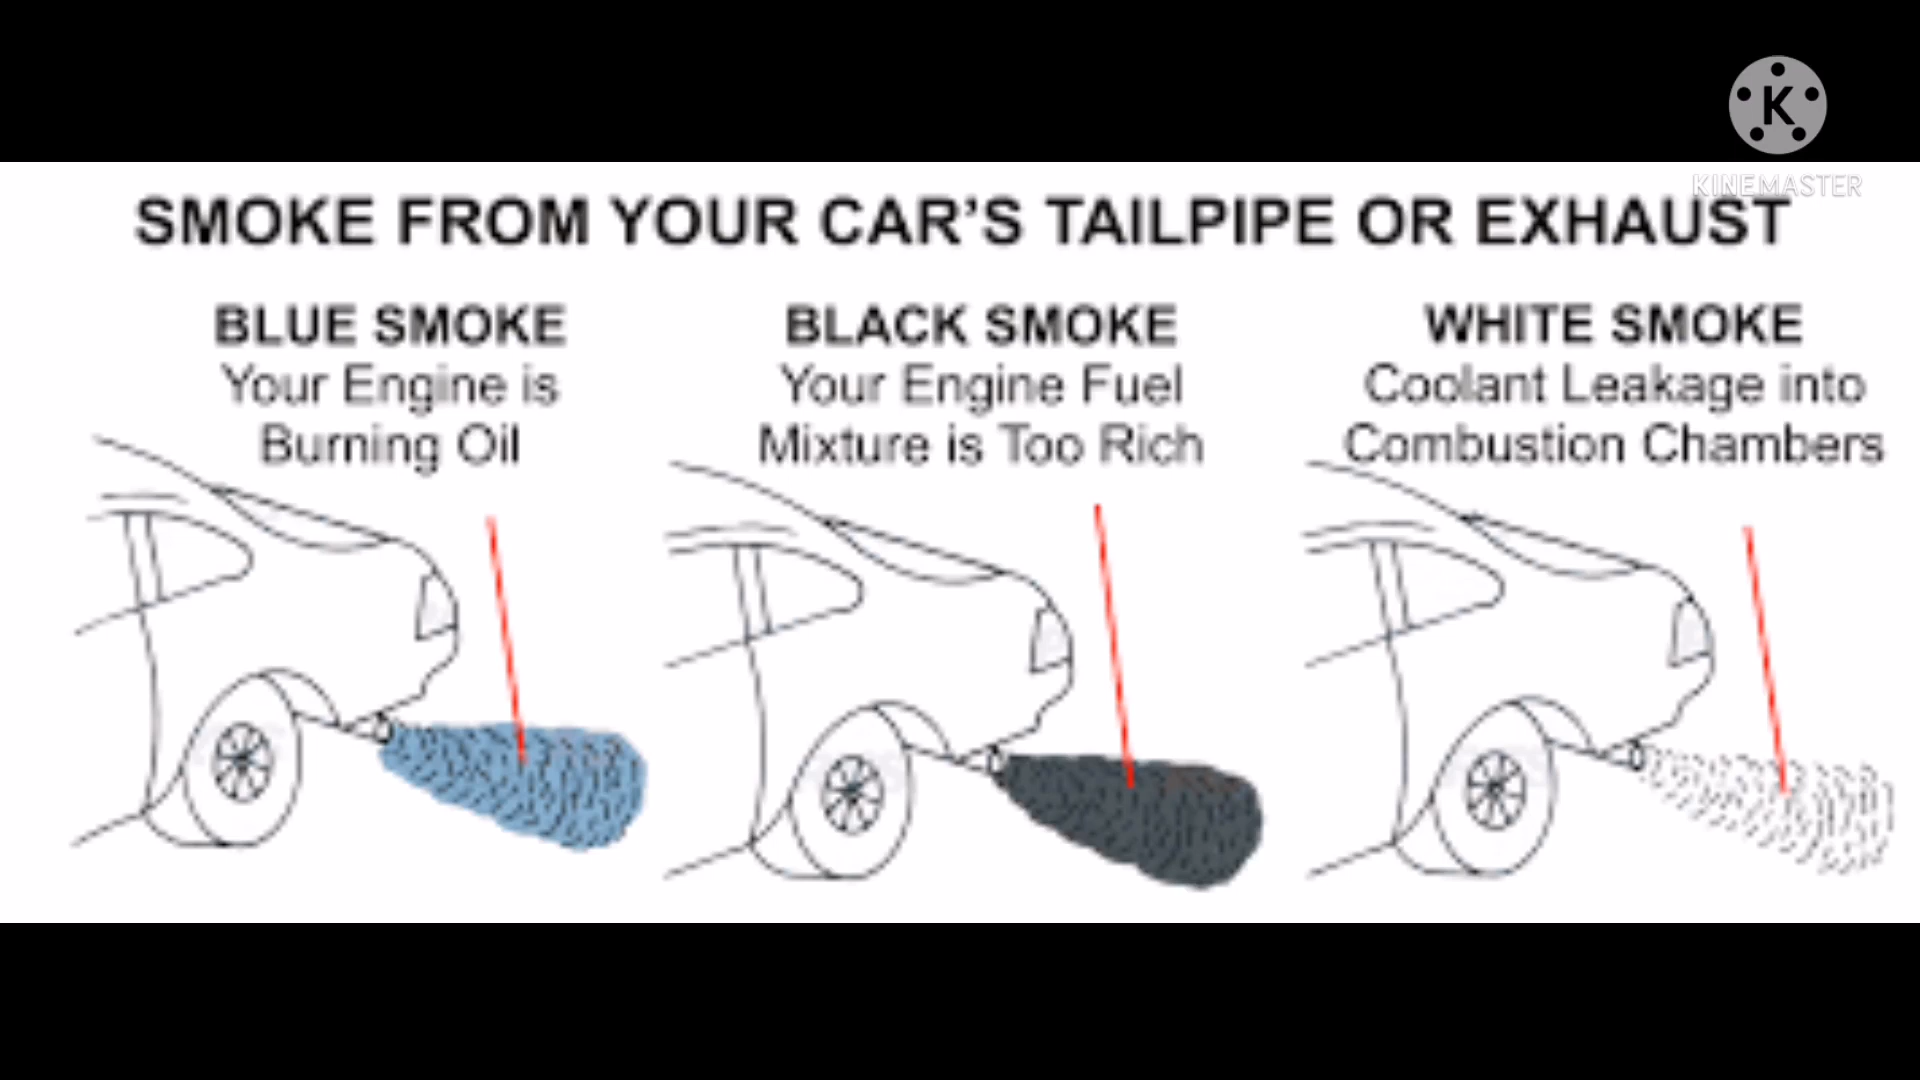 K
KINEMASTER
SMOKE FROM YOUR CAR'S TAILPIPE OR EXHAUST
BLUE SMOKE
Your Engine is
Burning Oil
BLACK SMOKE
Your Engine Fuel
Mixture is Too Rich
WHITE SMOKE
Coolant Leakage into
Combustion Chambers